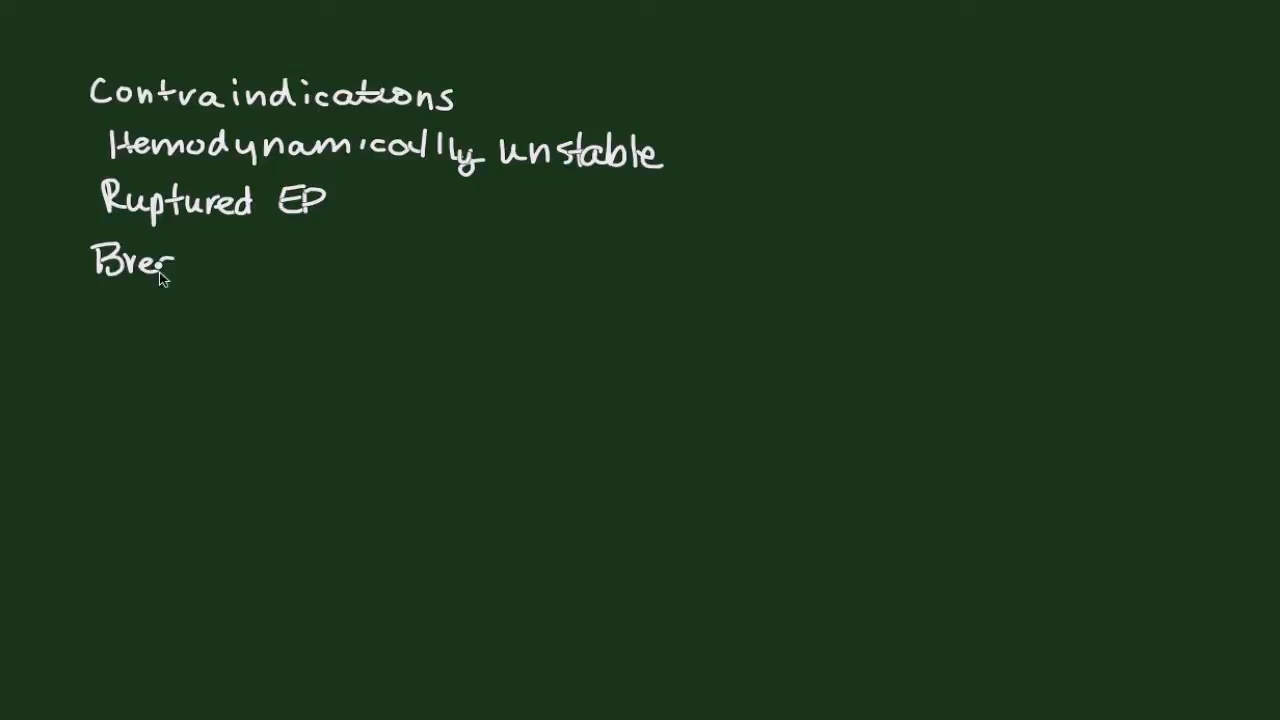 Contraindications
Hemodynamically unstable
Ruptured EP
Bre